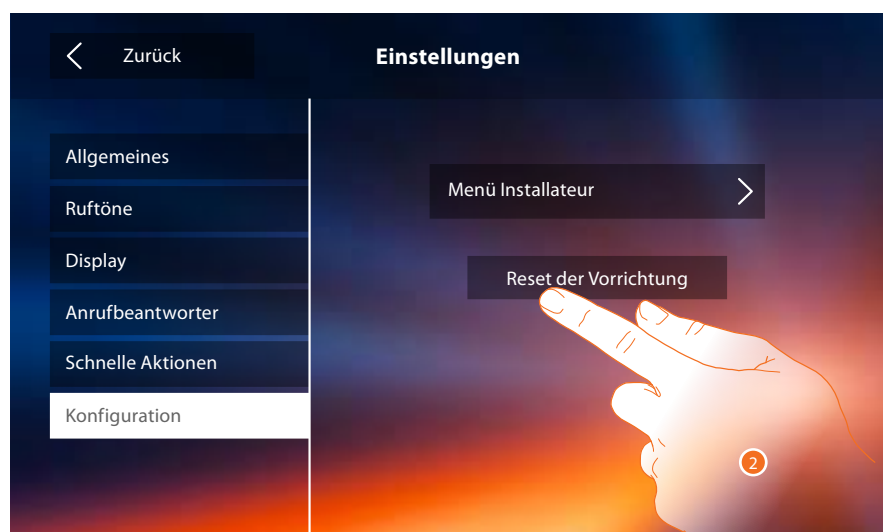 Zurück
Einstellungen
Allgemeines
Ruftöne
Display
Anrufbeantworter
Schnelle Aktionen
Konfiguration
Menü Installateur
Reset der Vorrichtung
2